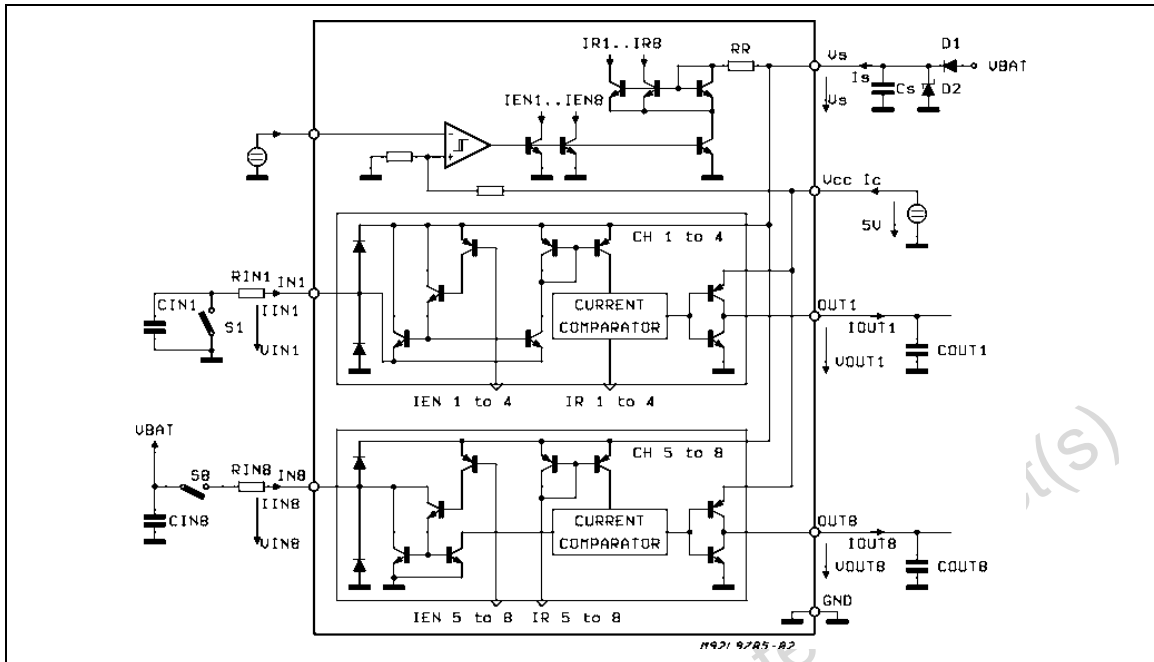 IR1..IR8
RR
Vs
D1
VBAT
Is
Cs
D2
Vs
IEN1..IEN8
-
+
Vcc Ic
5V
CH 1 to 4
RIN1
IN1
CIN1
IIN1
S1
VIN1
CURRENT
COMPARATOR
OUT1
IOUT1
VOUT1
COUT1
IEN 1 to 4
IR 1 to 4
VBAT
CH 5 to 8
S8
RIN8
IN8
IIN8
CIN8
VIN8
CURRENT
COMPARATOR
OUT8
IOUT8
VOUT8
COUT8
IEN 5 to 8
IR 5 to 8
GND
M92L9705-02
t(s)